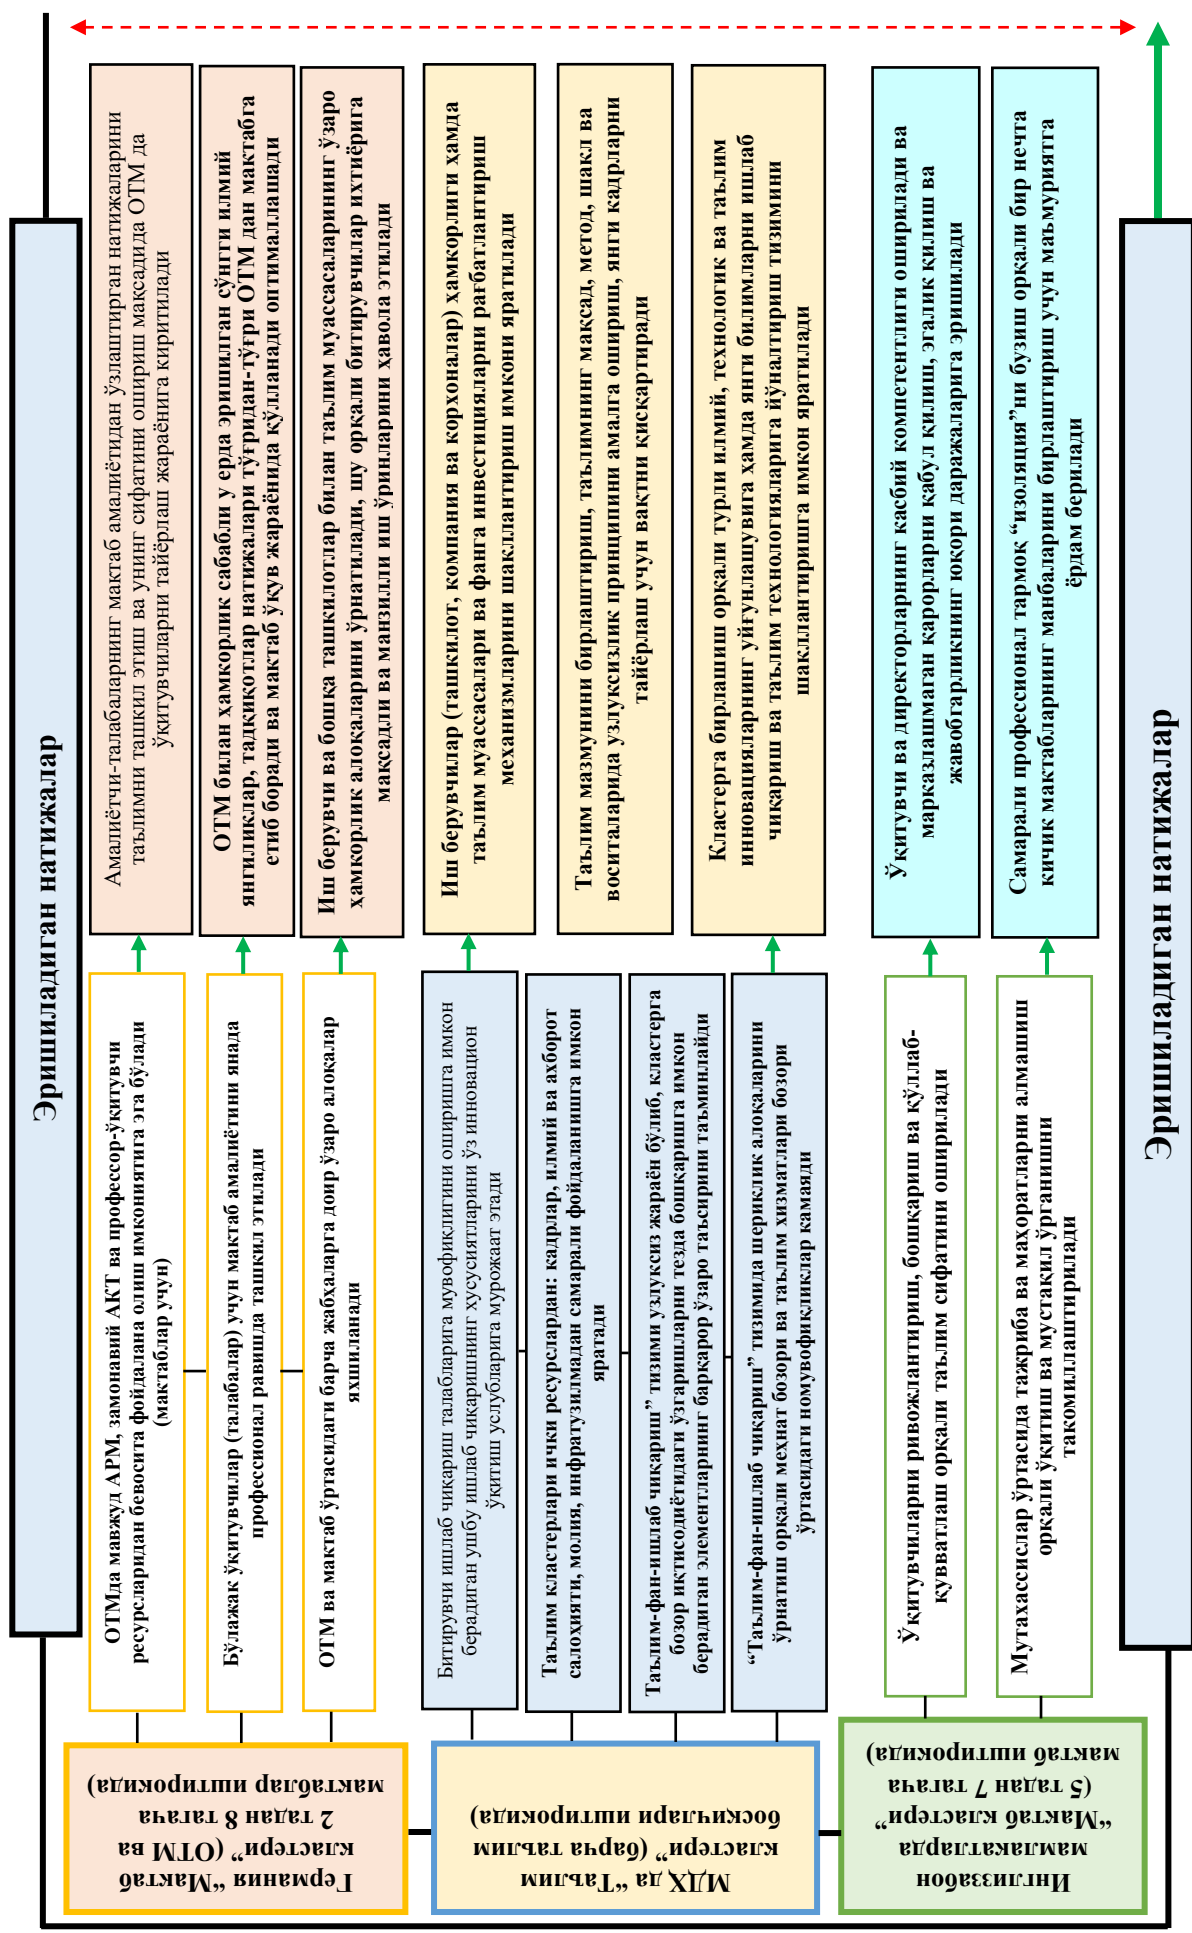 Эришиладиган натижалар
Амалиётчи-талабаларнинг мактаб амалиётидан ўзлаштирган натижаларини
таълимни ташкил этиш ва унинг сифатини ошириш мақсадида ОТМ да
ўқитувчиларни тайёрлаш жараёнига киритилади
ОТМ билан ҳамкорлик сабабли у ерда эришилган сўнгги илмий
янгиликлар, тадқиқотлар натижалари тўғридан-тўғри ОТМ дан мактабга
етиб боради ва мактаб ўқув жараёнида қўлланади оптималлашади
Иш берувчи ва бошқа ташкилотлар билан таълим муассасаларининг ўзаро
ҳамкорлик алоқаларини ўрнатилади, шу орқали битирувчилар ихтиёрига
мақсадли ва манзилли иш ўринларини ҳавола этилади
Иш берувчилар (ташкилот, компания ва корхоналар) ҳамкорлиги ҳамда
таълим муассасалари ва фанга инвестицияларни рағбатлантириш
механизмларини шакллантириш имкони яратилади
Таълим мазмунини бирлаштириш, таълимнинг мақсад, метод, шакл ва
воситаларида узлуксизлик принципини амалга ошириш, янги кадрларни
тайёрлаш учун вақтни қисқартиради
Кластерга бирлашиш орқали турли илмий, технологик ва таълим
инновацияларнинг уйғунлашувига ҳамда янги билимларни ишлаб
чиқариш ва таълим технологияларига йўналтириш тизимини
шакллантиришга имкон яратилади
Ўқитувчи ва директорларнинг касбий компетентлиги оширилади ва
марказлашмаган қарорларни қабул қилиш, эгалик қилиш ва
жавобгарликнинг юқори даражаларига эришилади
Самарали профессионал тармоқ “изоляция”ни бузиш орқали бир нечта
кичик мактабларнинг манбаларини бирлаштириш учун маъмуриятга
ёрдам берилади
Эришиладиган натижалар
ОТМда мавжуд АРМ, замонавий АКТ ва профессор-ўқитувчи
ресурсларидан бевосита фойдалана олиш имкониятига эга бўлади
(мактаблар учун)
Бўлажак ўқитувчилар (талабалар) учун мактаб амалиётини янада
профессионал равишда ташкил этилади
ОТМ ва мактаб ўртасидаги барча жабҳаларга доир ўзаро алоқалар
яхшиланади
Битирувчи ишлаб чиқариш талабларига мувофиқлигини оширишга имкон
берадиган ушбу ишлаб чиқаришнинг хусусиятларини ўз инновацион
ўқитиш услубларига мурожаат этади
Таълим кластерлари ички ресурслардан: кадрлар, илмий ва ахборот
салоҳияти, молия, инфратузилмадан самарали фойдаланишга имкон
яратади
Таълим-фан-ишлаб чиқариш” тизими узлуксиз жараён бўлиб, кластерга
бозор иқтисодиётидаги ўзгаришларни тезда бошқаришга имкон
берадиган элементларнинг барқарор ўзаро таъсирини таъминлайди
“Таълим-фан-ишлаб чиқариш” тизимида шериклик алоқаларини
ўрнатиш орқали меҳнат бозори ва таълим хизматлари бозори
ўртасидаги номувофиқликлар камаяди
Ўқитувчиларни ривожлантириш, бошқариш ва қўллаб-
қувватлаш орқали таълим сифатини оширилади
Мутахассислар ўртасида тажриба ва маҳоратларни алмашиш
орқали ўқитиш ва мустақил ўрганишни
такомиллаштирилади
Германия “Мактаб
кластери” (ОТМ ва
2 тадан 8 тагача
мактаблар иштирокида)
МДҲ да “Таълим
кластери” (барча таълим
босқичлари иштирокида)
Инглиззабон
мамлакатларда
“Мактаб кластери”
(5 тадан 7 тагача
мактаб иштирокида)